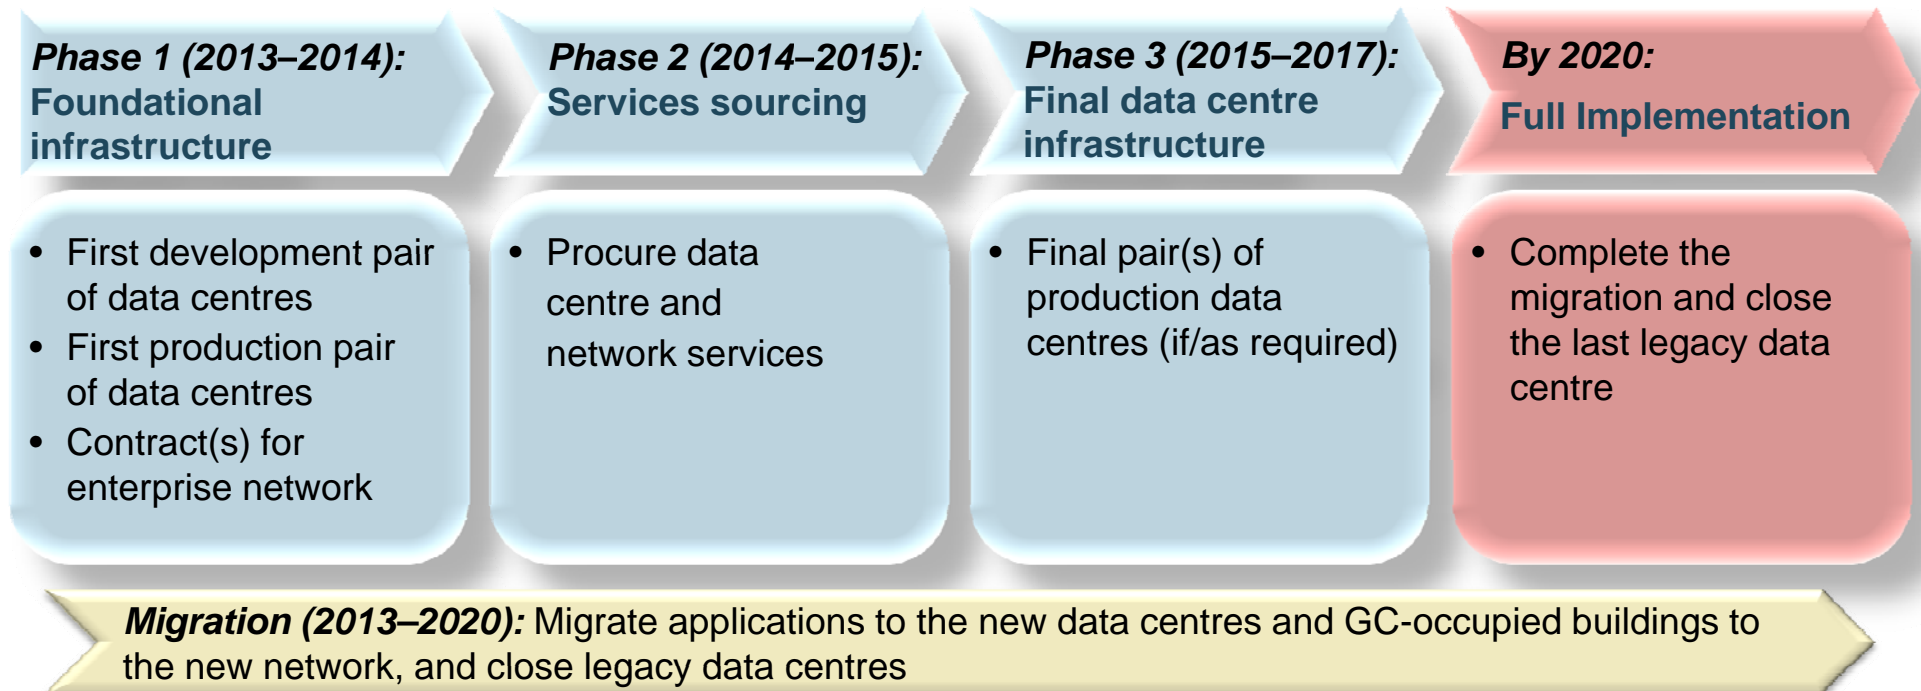 Phase 1 (2013–2014):
Foundational
infrastructure
Phase 2 (2014–2015):
Services sourcing
Phase 3 (2015–2017):
Final data centre
infrastructure
By 2020:
Full Implementation
• First development pair
of data centres
• First production pair
of data centres
• Contract(s) for
enterprise network
• Procure data
centre and
network services
• Final pair(s) of
production data
centres (if/as required)
• Complete the
migration and close
the last legacy data
centre
Migration (2013–2020): Migrate applications to the new data centres and GC-occupied buildings to
the new network, and close legacy data centres